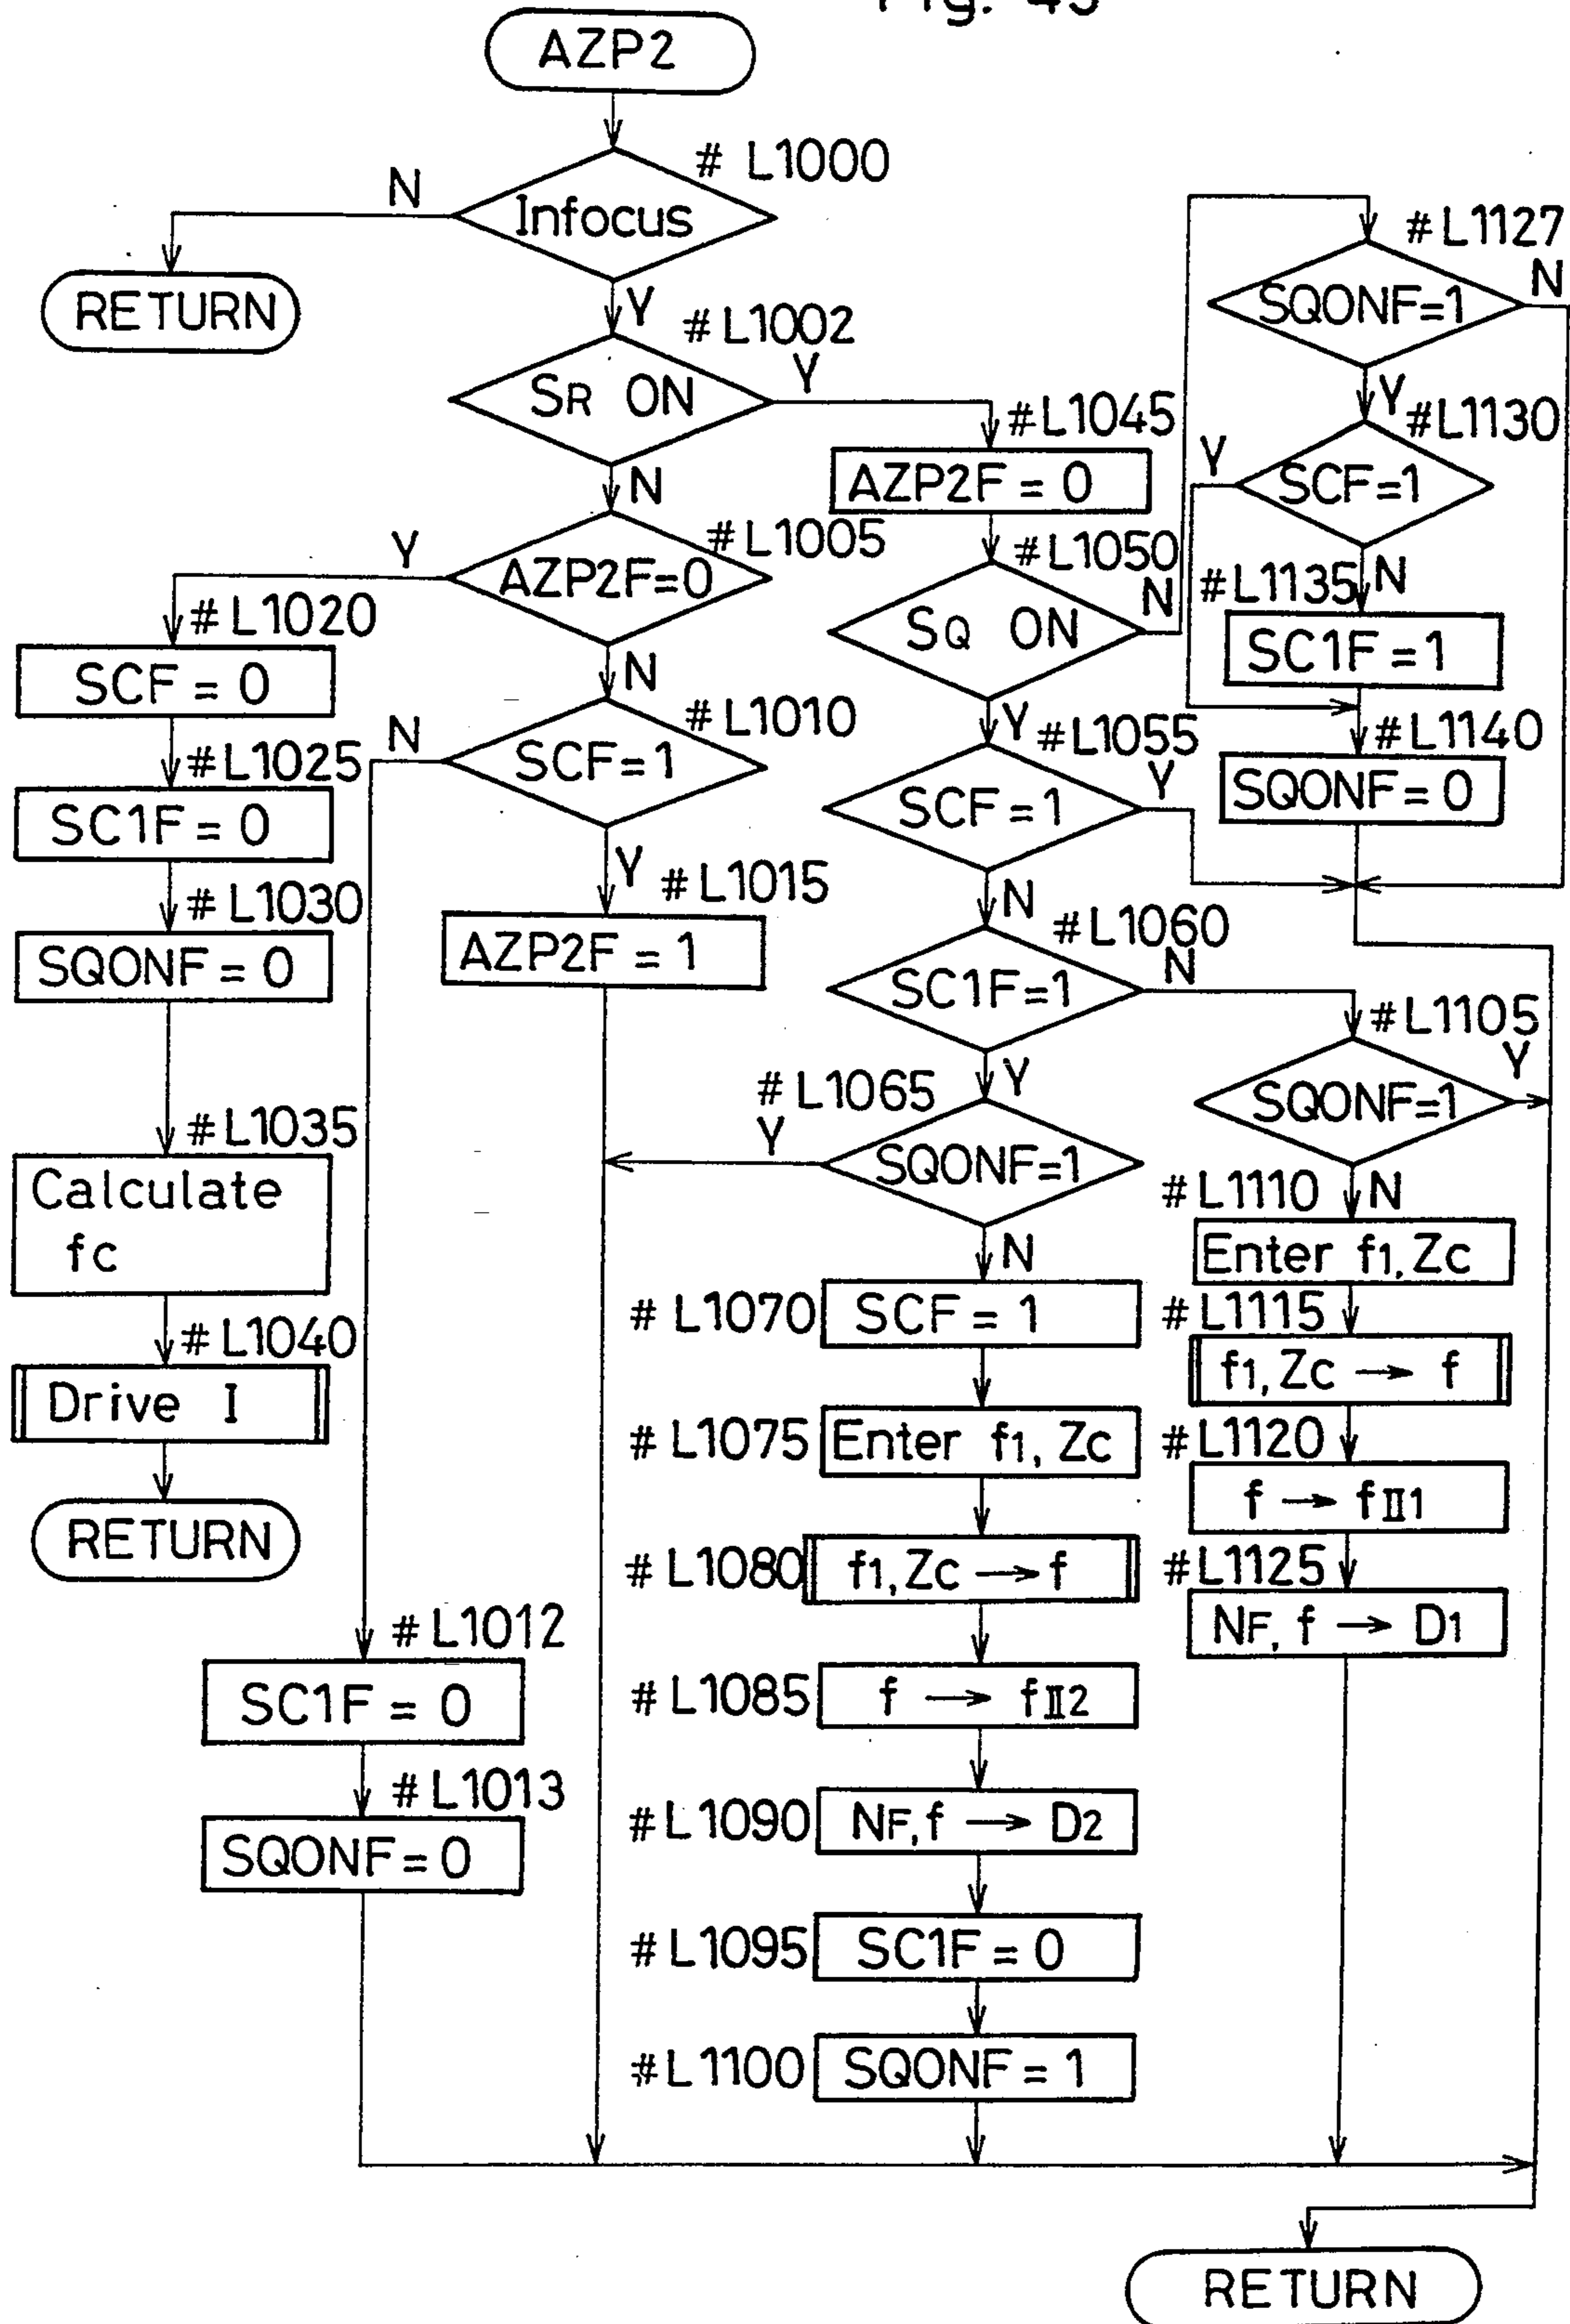 AZP2
# L1000
Infocus
N
Y
RETURN
# L1002
SR ON
Y
N
# L1005
AZP2F=0
Y
N
# L1020
SCF = 0
# L1025
SC1F = 0
# L1030
SQONF = 0
# L1035
Calculate
fc
# L1040
Drive I
RETURN
# L1010
SCF=1
N
Y
# L1015
AZP2F = 1
# L1012
SC1F = 0
# L1013
SQONF = 0
# L1045
AZP2F = 0
# L1050
SQ ON
N
Y
# L1055
SCF = 1
Y
N
# L1060
SC1F=1
N
Y
# L1065
SQONF=1
Y
N
# L1070
SCF = 1
# L1075
Enter f1, Zc
# L1080
f1, Zc → f
# L1085
f → fII2
# L1090
NF, f → D2
# L1095
SC1F = 0
# L1100
SQONF = 1
# L1127
SQONF=1
N
Y
# L1130
SCF=1
Y
N
# L1135
SC1F = 1
# L1140
SQONF = 0
# L1105
SQONF=1
Y
N
# L1110
Enter f1, Zc
# L1115
f1, Zc → f
# L1120
f → fII1
# L1125
NF, f → D1
RETURN